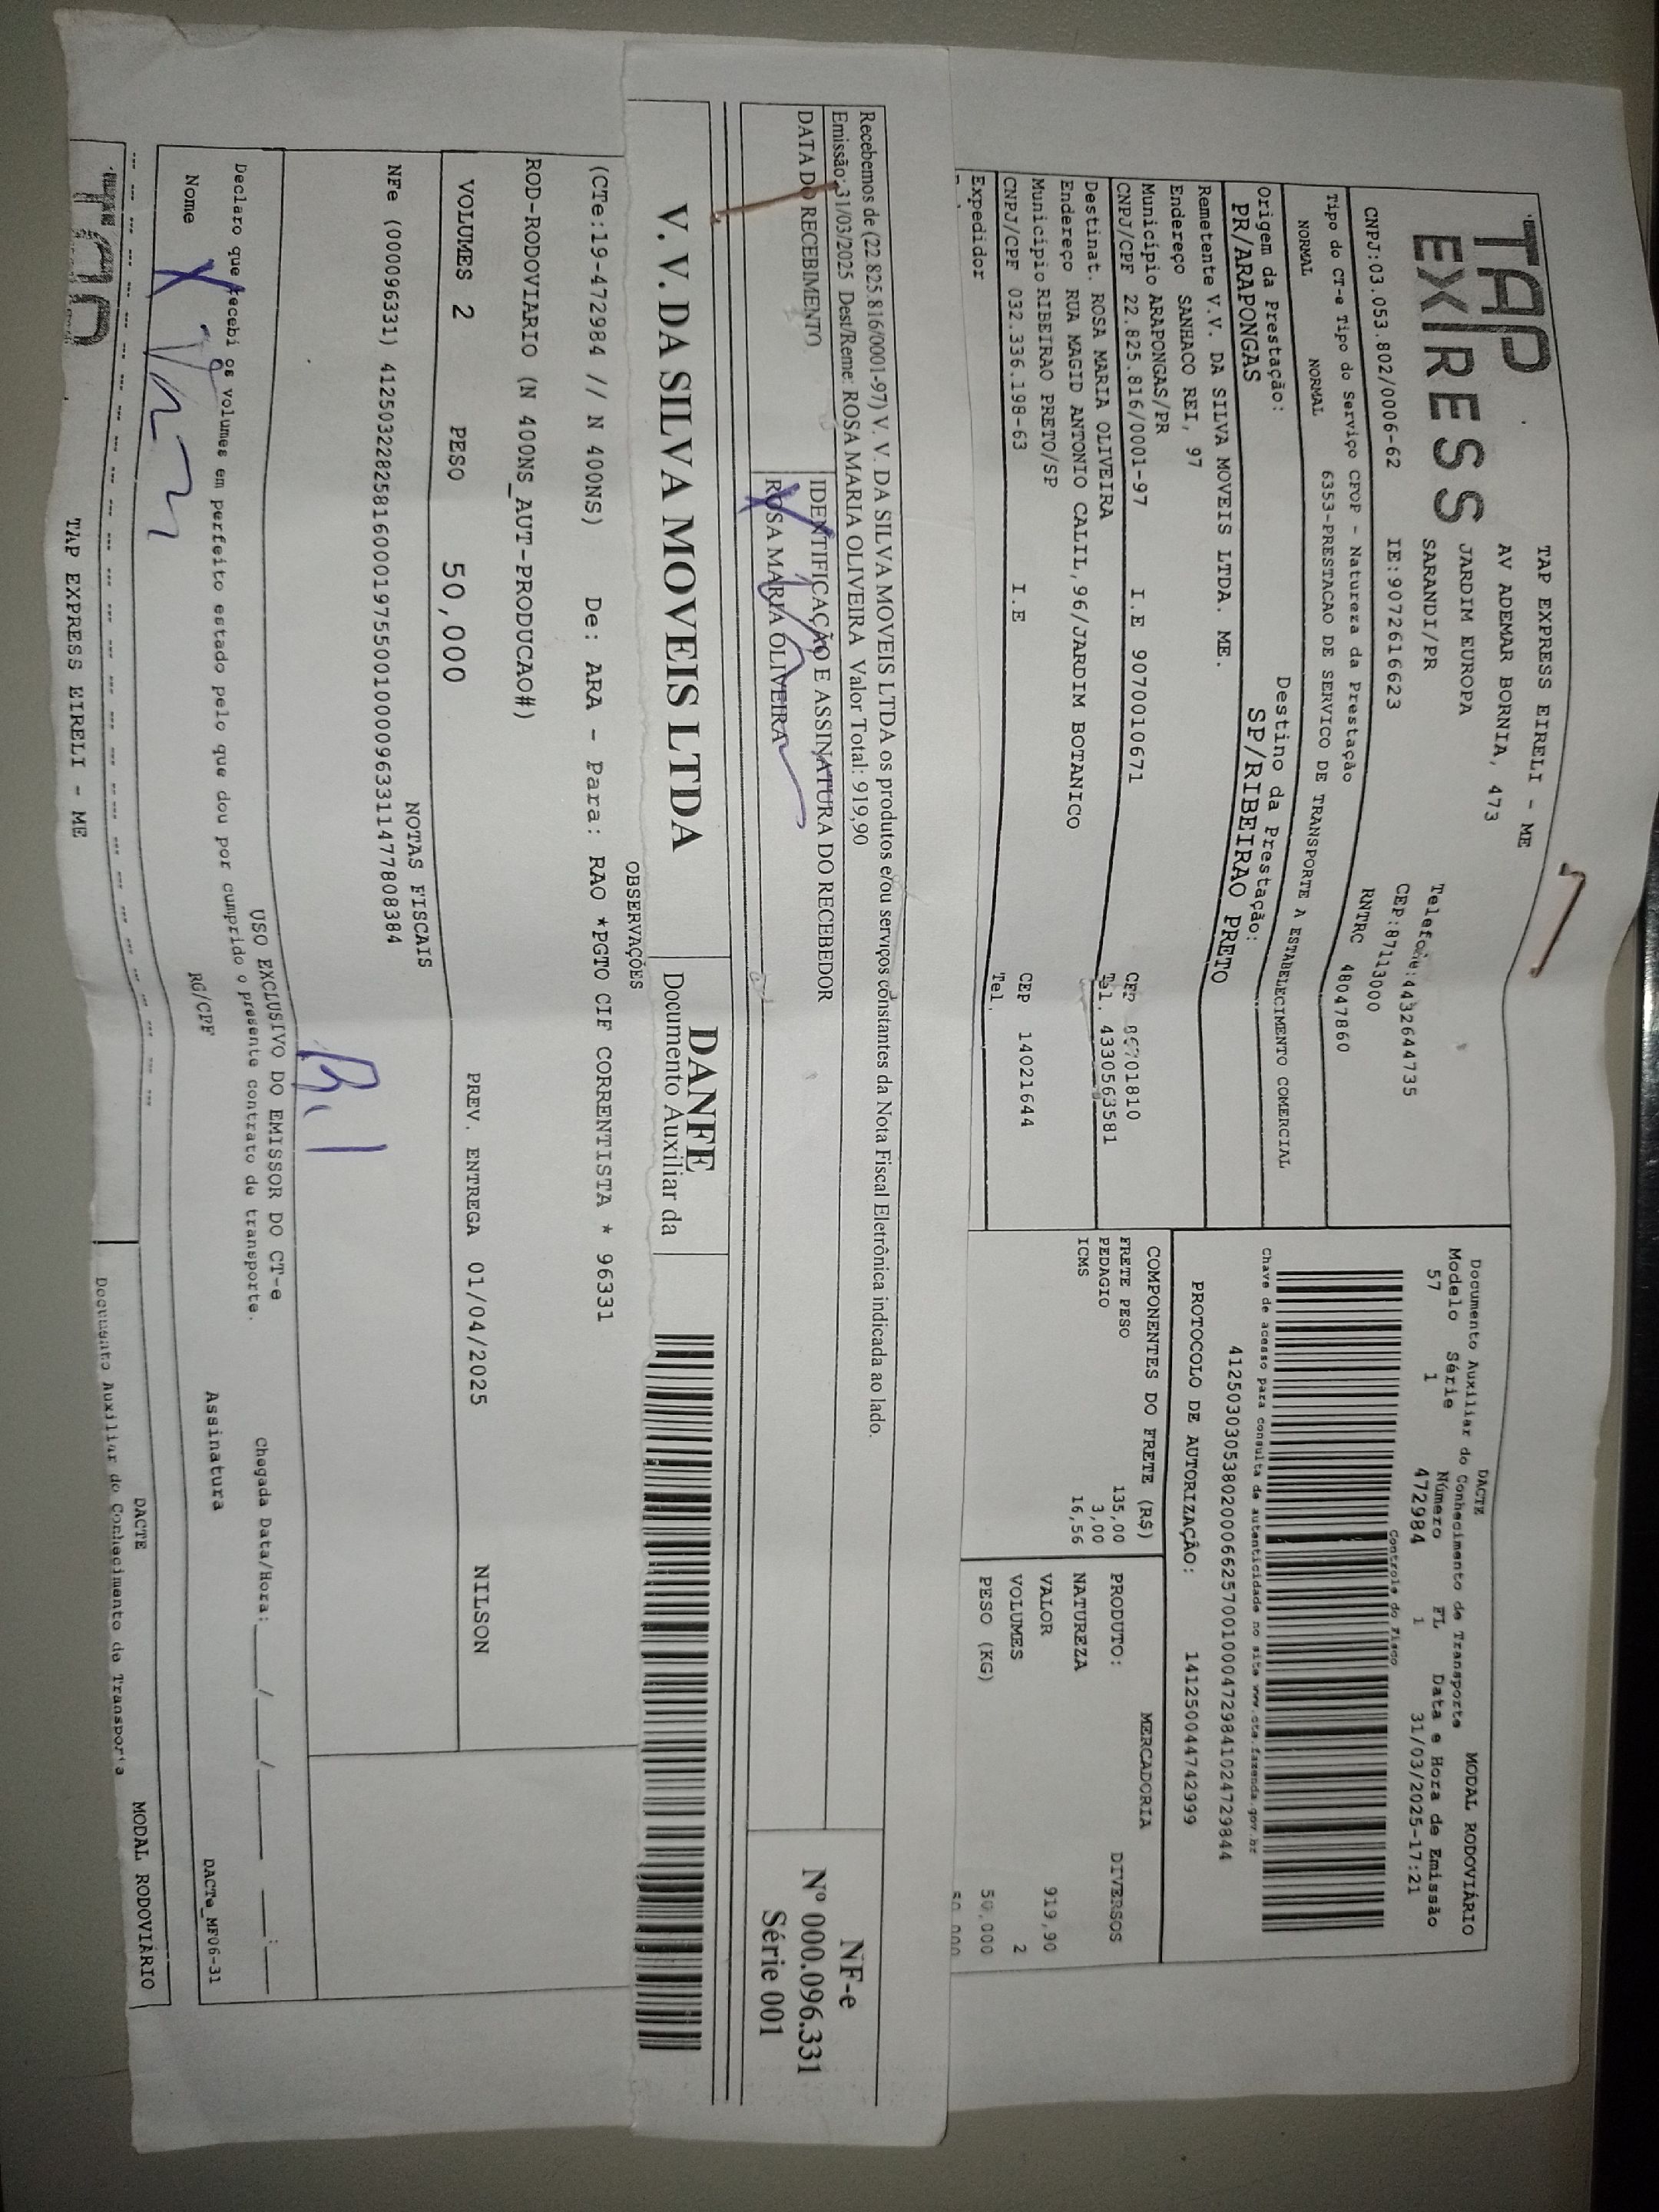 TAP
EXPRESS
TAP EXPRESS EIRELI - ME
AV ADEMAR BORNIA, 473
JARDIM EUROPA
SARANDI/PR
Telefone:4432644735
CEP:87113000
CNPJ:03.053.802/0006-62 IE:9072616623
RNTRC 48047860
Tipo do CT-e Tipo do Serviço CFOP - Natureza da Prestação
NORMAL NORMAL 6353-PRESTACAO DE SERVICO DE TRANSPORTE A ESTABELECIMENTO COMERCIAL
Origem da Prestação: Destino da Prestação:
PR/ARAPONGAS SP/RIBEIRAO PRETO
Remetente V.V. DA SILVA MOVEIS LTDA. ME.
Endereço SANHACO REI, 97
Município ARAPONGAS/PR CEP 86701810
CNPJ/CPF 22.825.816/0001-97 I.E 9070010671 Tel. 4330563581
Destinat. ROSA MARIA OLIVEIRA
Endereço RUA MAGID ANTONIO CALIL,96/JARDIM BOTANICO
Município RIBEIRAO PRETO/SP CEP 14021644
CNPJ/CPF 032.336.198-63 I.E Tel.
Expedidor
DACTE MODAL RODOVIÁRIO
Documento Auxiliar do Conhecimento de Transporte
Modelo Série Número FL Data e Hora de Emissão
57 1 472984 1 31/03/2025-17:21
Controle do Fisco
Chave de acesso para consulta de autenticidade no site www.cte.fazenda.gov.br
41250303053802000662570010004729841024729844
PROTOCOLO DE AUTORIZAÇÃO: 141250044742999
COMPONENTES DO FRETE (R$)
FRETE PESO 135,00
PEDAGIO 3,00
ICMS 16,56
MERCADORIA
PRODUTO: DIVERSOS
NATUREZA
VALOR 919,90
VOLUMES 2
PESO (KG) 50,000
Recebemos de (22.825.816/0001-97) V. V. DA SILVA MOVEIS LTDA os produtos e/ou serviços constantes da Nota Fiscal Eletrônica indicada ao lado.
Emissão: 31/03/2025 Dest/Reme: ROSA MARIA OLIVEIRA Valor Total: 919,90
DATA DO RECEBIMENTO IDENTIFICAÇÃO E ASSINATURA DO RECEBEDOR
ROSA MARIA OLIVEIRA
NF-e
Nº 000.096.331
Série 001
V. V. DA SILVA MOVEIS LTDA
DANFE
Documento Auxiliar da
OBSERVAÇÕES
(CTe:19-472984 // N 400NS) De: ARA - Para: RAO *PGTO CIF CORRENTISTA * 96331
ROD-RODOVIARIO (N 400NS_AUT-PRODUCAO#)
VOLUMES 2 PESO 50,000 PREV. ENTREGA 01/04/2025 NILSON
NOTAS FISCAIS
NFe (000096331) 41250322825816000197550010000963311477808384
USO EXCLUSIVO DO EMISSOR DO CT-e
Declaro que recebi os volumes em perfeito estado pelo que dou por cumprido o presente contrato de transporte.
Chegada Data/Hora: ____/____/______ ___:___
Nome RG/CPF Assinatura
DACTe_MF06-31
TAP
TAP EXPRESS EIRELI - ME
DACTE MODAL RODOVIÁRIO
Documento Auxiliar do Conhecimento de Transporte